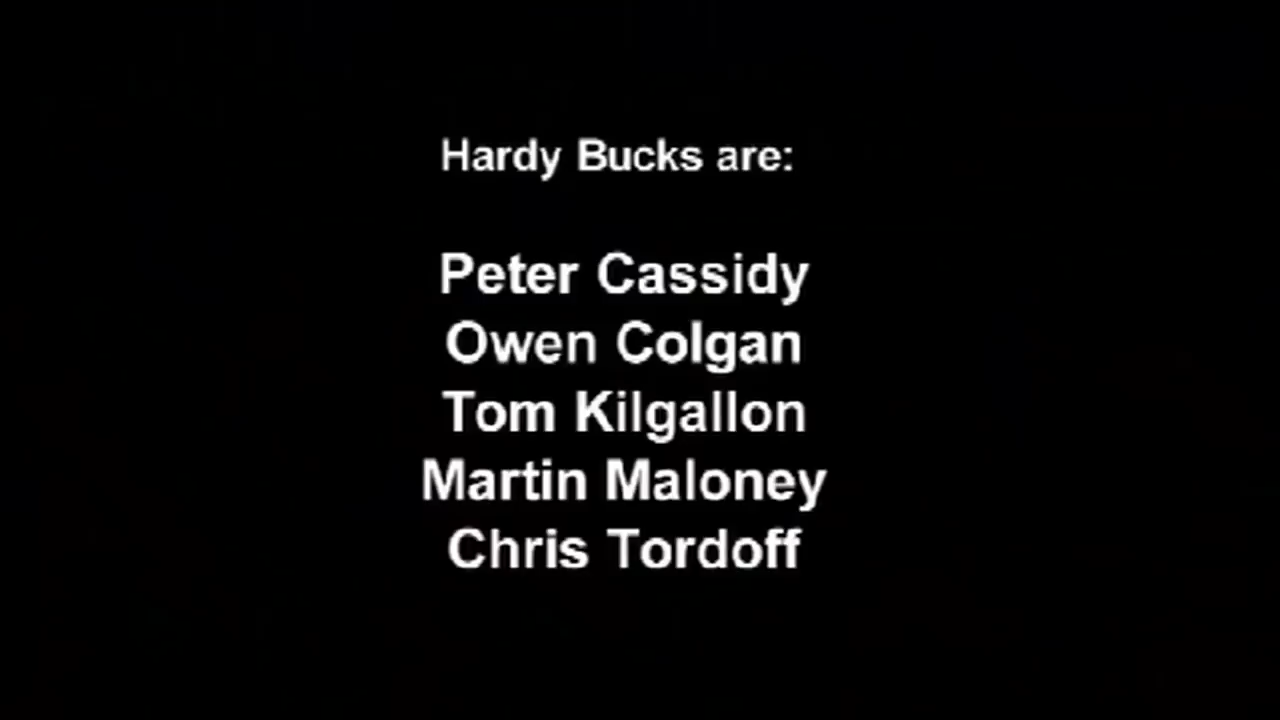 Hardy Bucks are:
Peter Cassidy
Owen Colgan
Tom Kilgallon
Martin Maloney
Chris Tordoff